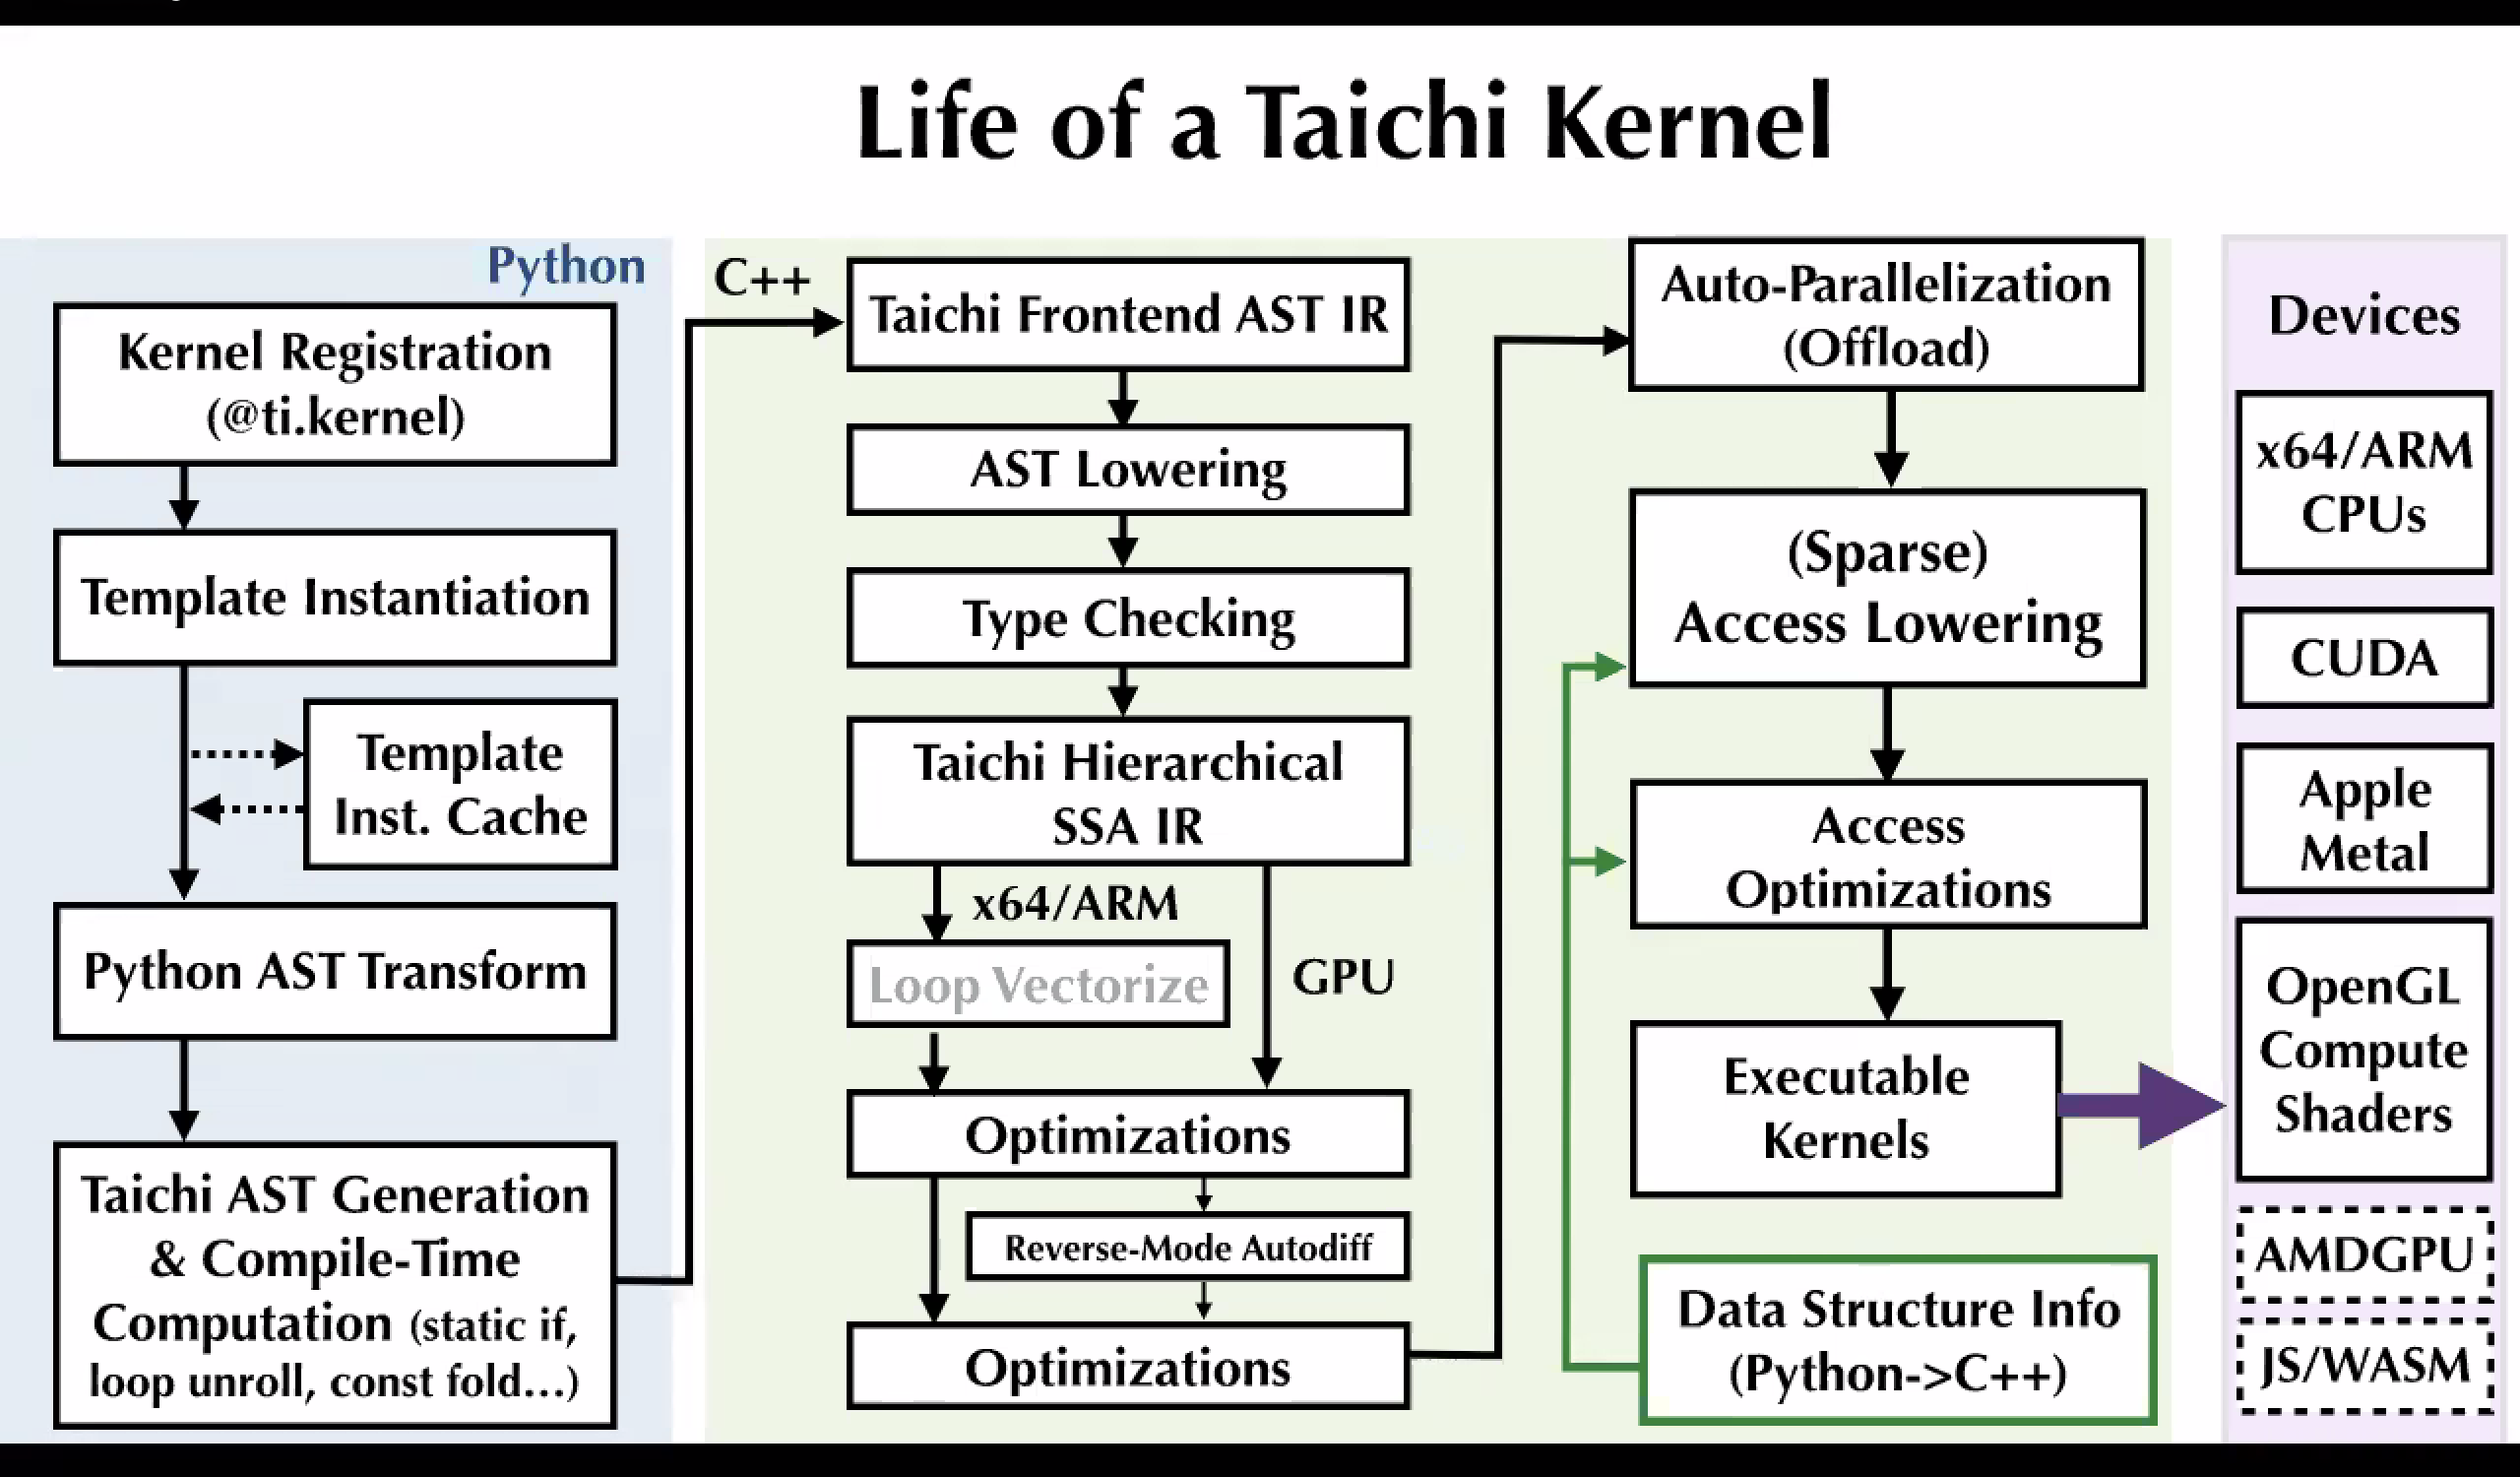 Life of a Taichi Kernel
Python
Kernel Registration
(@ti.kernel)
Template Instantiation
Template
Inst. Cache
Python AST Transform
Taichi AST Generation
& Compile-Time
Computation (static if,
loop unroll, const fold...)
C++
Taichi Frontend AST IR
AST Lowering
Type Checking
Taichi Hierarchical
SSA IR
x64/ARM
Loop Vectorize
GPU
Optimizations
Reverse-Mode Autodiff
Optimizations
Auto-Parallelization
(Offload)
(Sparse)
Access Lowering
Access
Optimizations
Executable
Kernels
Data Structure Info
(Python->C++)
Devices
x64/ARM
CPUs
CUDA
Apple
Metal
OpenGL
Compute
Shaders
AMDGPU
JS/WASM